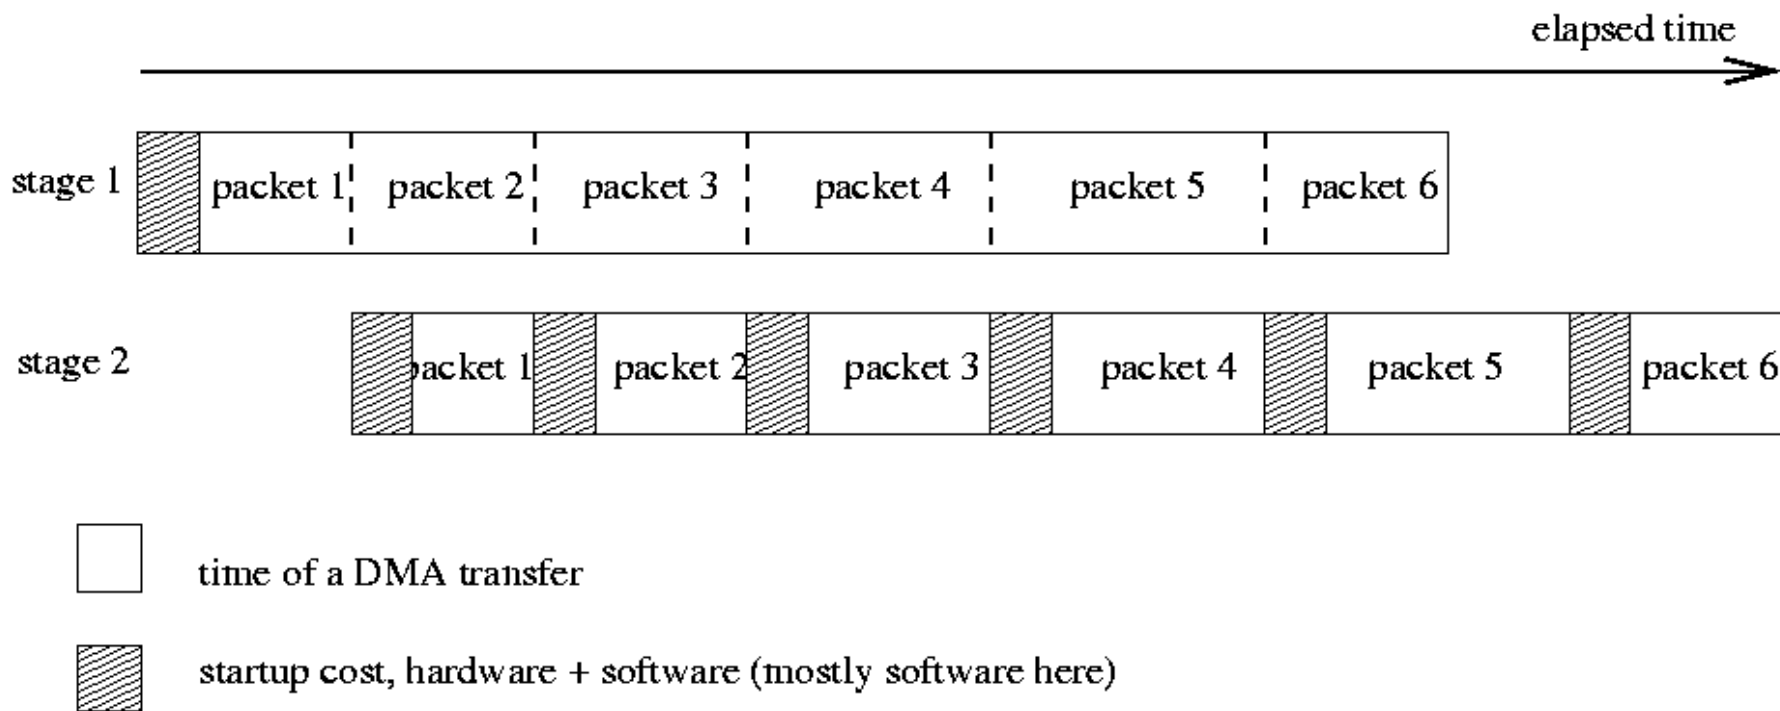 elapsed time
stage 1
packet 1
packet 2
packet 3
packet 4
packet 5
packet 6
stage 2
packet 1
packet 2
packet 3
packet 4
packet 5
packet 6
time of a DMA transfer
startup cost, hardware + software (mostly software here)